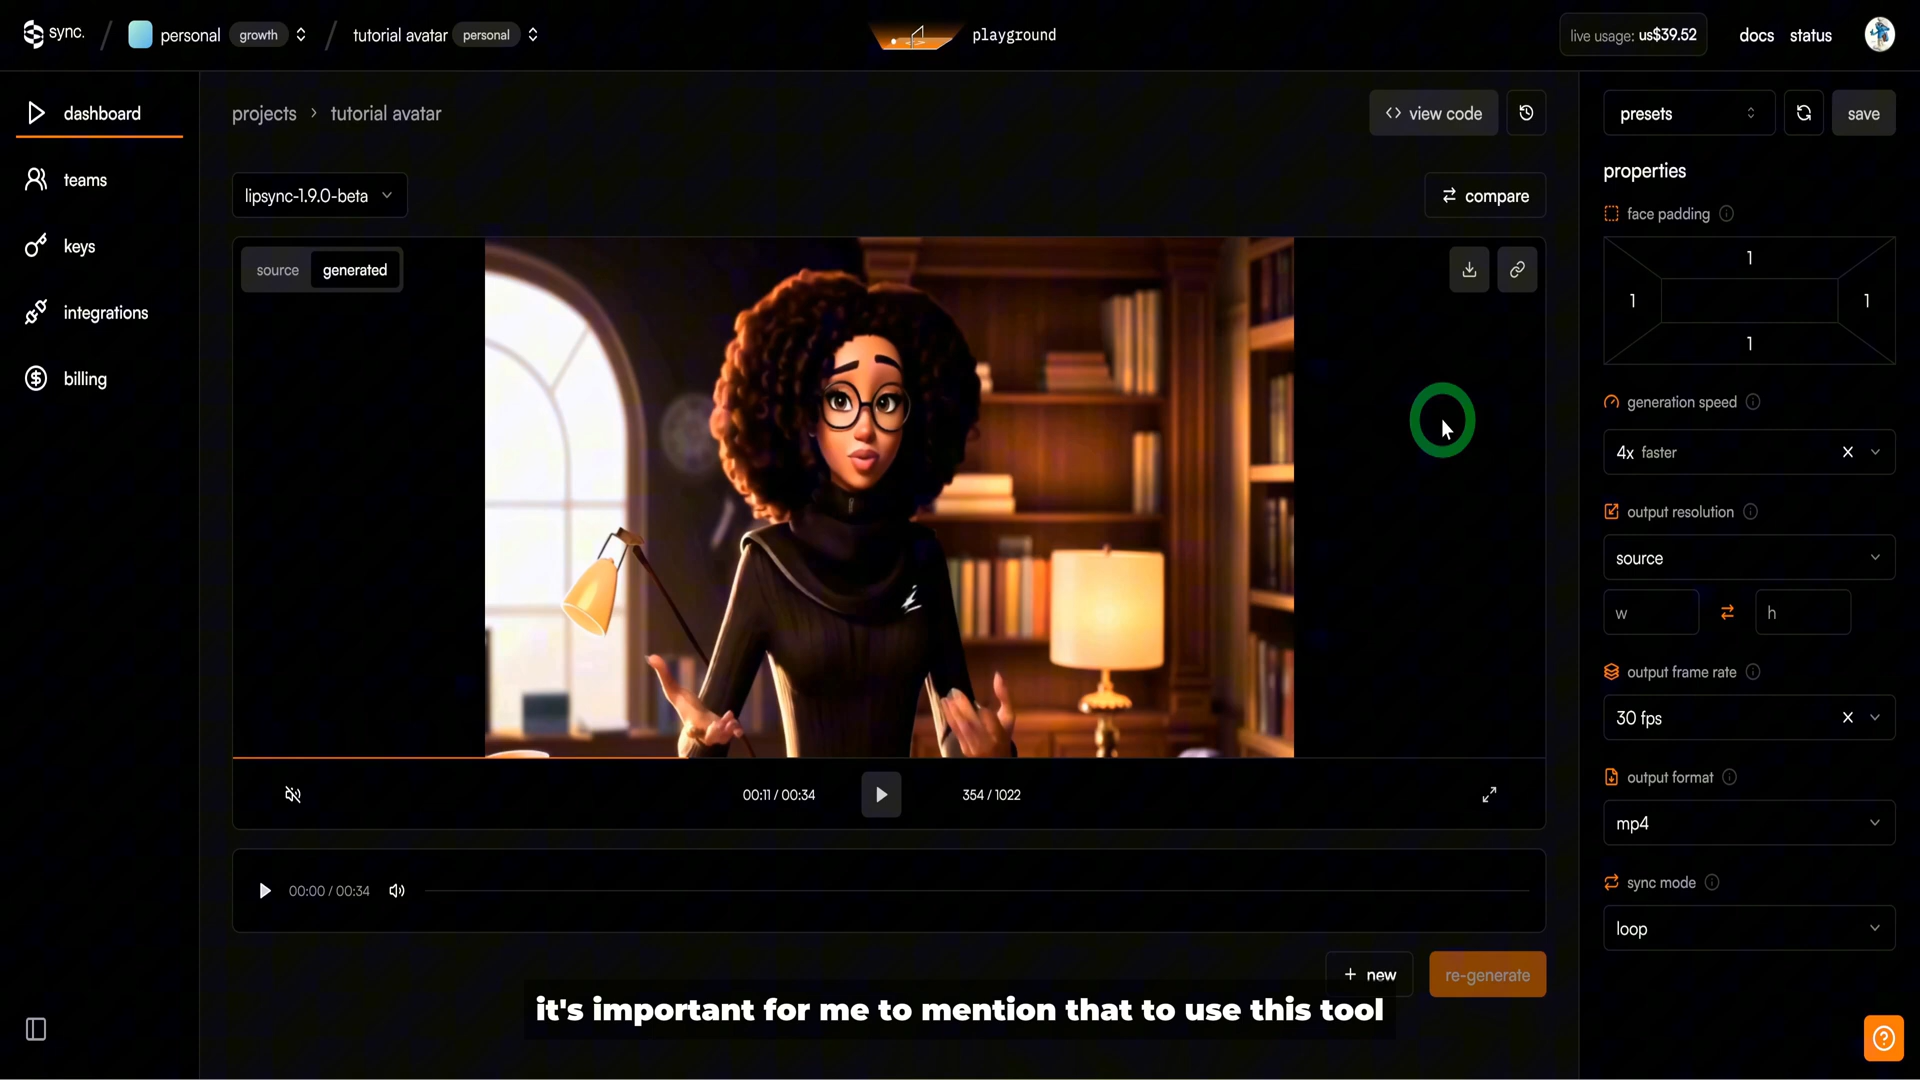 sync. / personal growth / tutorial avatar personal
playground
live usage: us$39.52 docs status
dashboard
teams
keys
integrations
billing
projects > tutorial avatar
<> view code
lipsync-1.9.0-beta
compare
source generated
00:11 / 00:34
354 / 1022
00:00 / 00:34
+ new
re-generate
it's important for me to mention that to use this tool
presets
save
properties
face padding
1
1 1
1
generation speed
4x faster
output resolution
source
w h
output frame rate
30 fps
output format
mp4
sync mode
loop